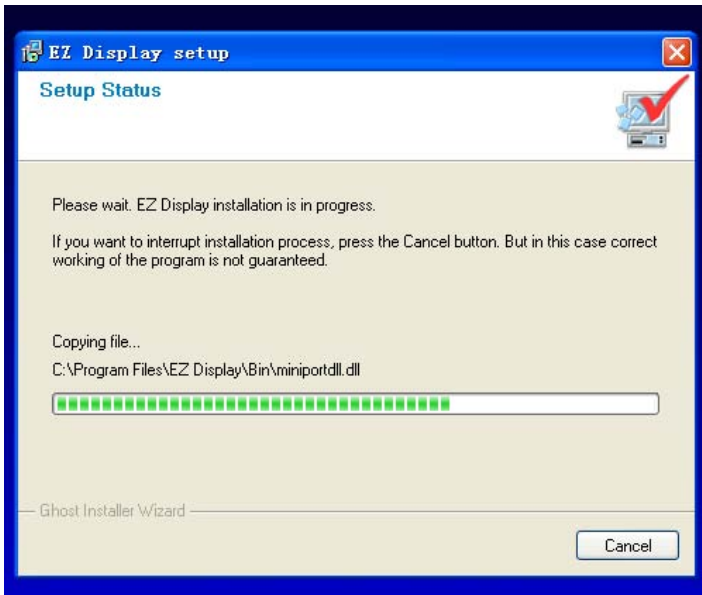 EZ Display setup
Setup Status
Please wait. EZ Display installation is in progress.
If you want to interrupt installation process, press the Cancel button. But in this case correct
working of the program is not guaranteed.
Copying file...
C:\Program Files\EZ Display\Bin\miniportdll.dll
Ghost Installer Wizard
Cancel